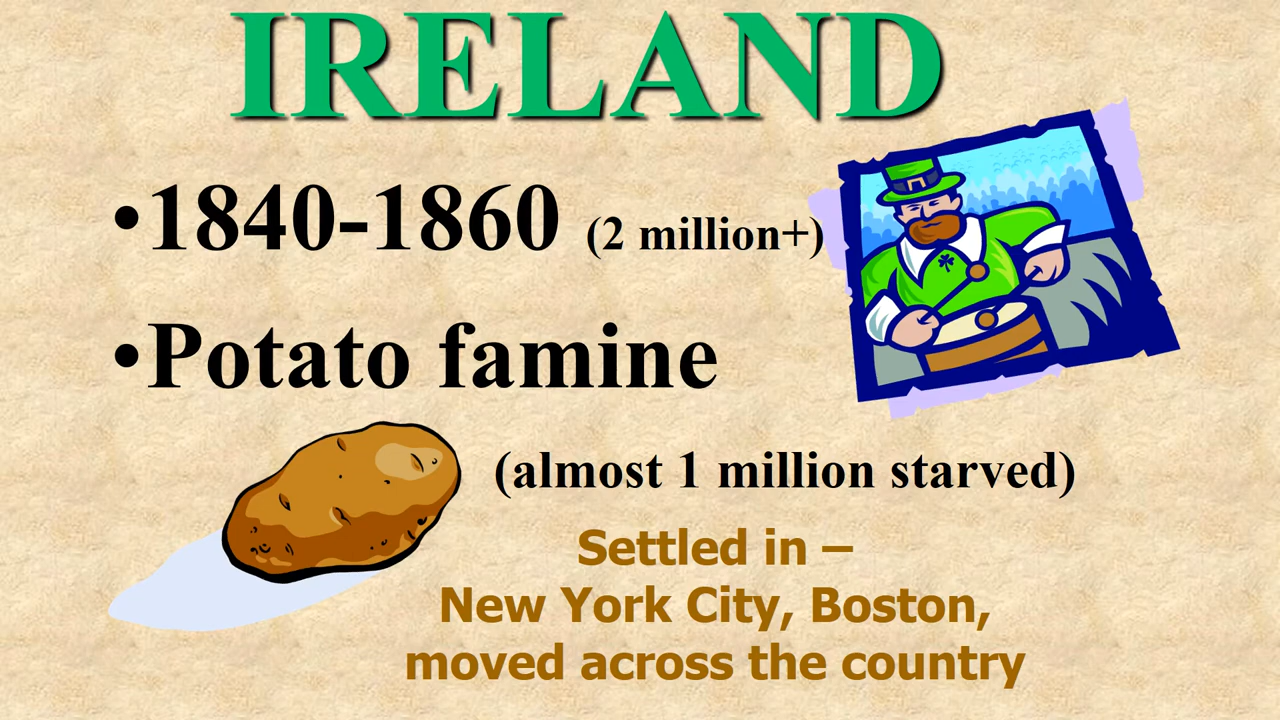 IRELAND
•1840-1860 (2 million+)
•Potato famine
(almost 1 million starved)
Settled in –
New York City, Boston,
moved across the country